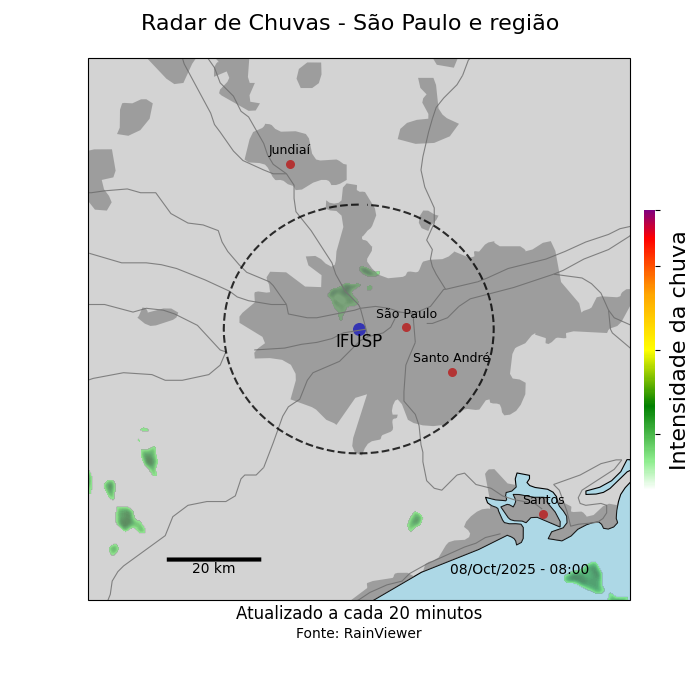 Radar de Chuvas - São Paulo e região
Jundiaí
São Paulo
IFUSP
Santo André
Intensidade da chuva
Santos
20 km
08/Oct/2025 - 08:00
Atualizado a cada 20 minutos
Fonte: RainViewer